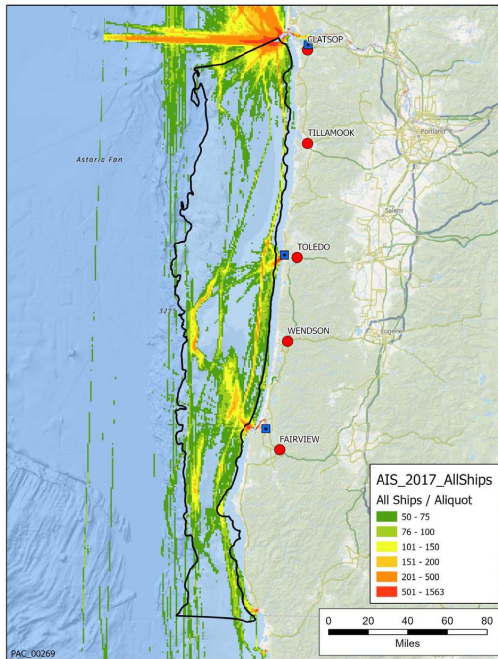 CLATSOP
TILLAMOOK
Portland
Astoria Fan
Salem
TOLEDO
WENDSON
Eugene
FAIRVIEW
AIS_2017_AllShips
All Ships / Aliquot
50 - 75
76 - 100
101 - 150
151 - 200
201 - 500
501 - 1563
0 20 40 60 80
Miles
PAC_00269